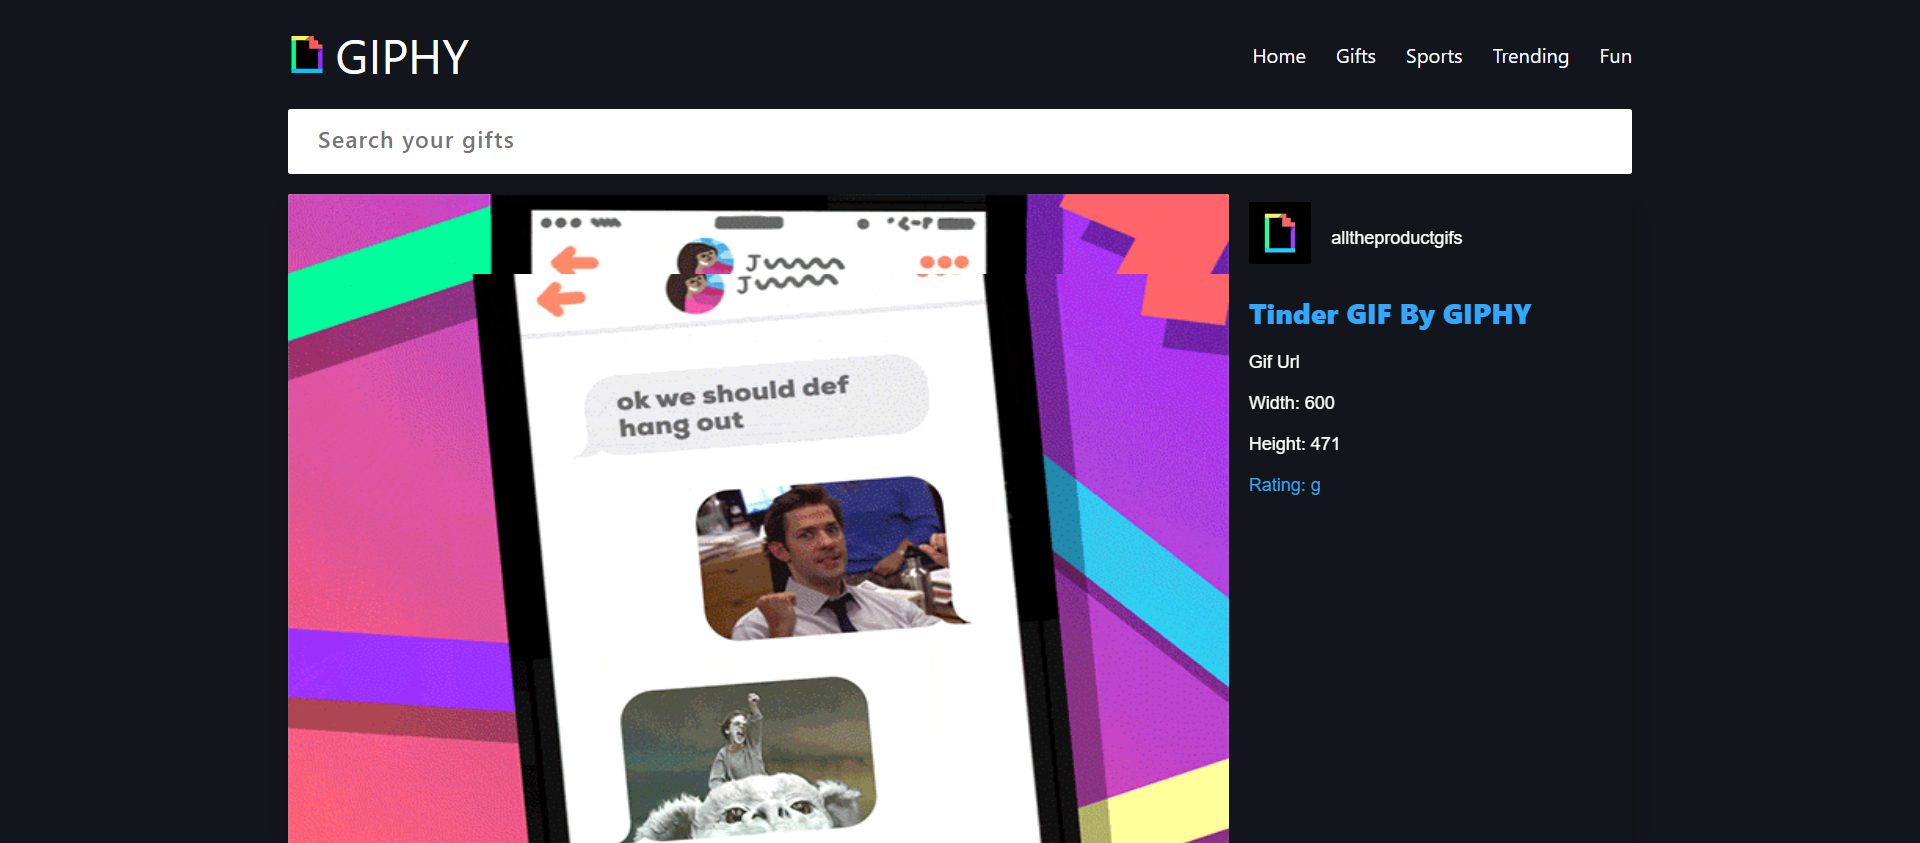 GIPHY
Home Gifts Sports Trending Fun
Search your gifts
J
J
ok we should def
hang out
alltheproductgifs
Tinder GIF By GIPHY
Gif Url
Width: 600
Height: 471
Rating: g